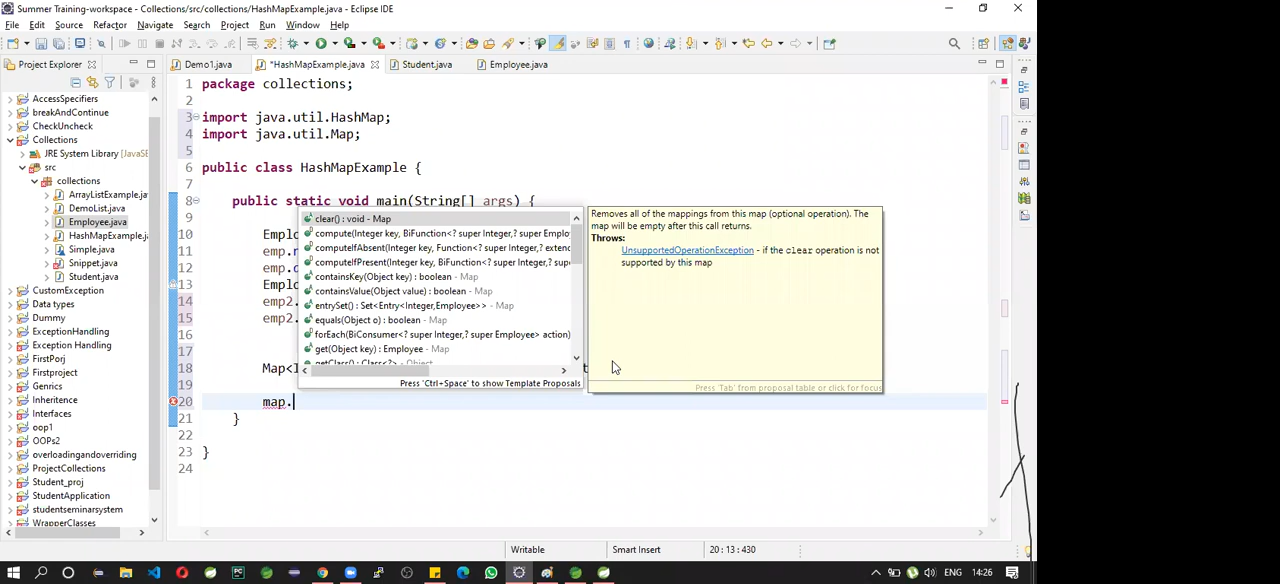 Summer Training-workspace - Collections/src/collections/HashMapExample.java - Eclipse IDE
File Edit Source Refactor Navigate Search Project Run Window Help
Project Explorer
Demo1.java *HashMapExample.java Student.java Employee.java
AccessSpecifiers
breakAndContinue
CheckUncheck
Collections
JRE System Library [JavaSE
src
collections
ArrayListExample.jav
DemoList.java
Employee.java
HashMapExample.ja
Simple.java
Snippet.java
Student.java
CustomException
Data types
Dummy
ExceptionHandling
Exception Handling
FirstPorj
Firstproject
Genrics
Inheritence
Interfaces
oop1
OOPs2
overloadingandoverriding
ProjectCollections
Student_proj
StudentApplication
studentseminarsystem
WrapperClasses
1 package collections;
2
3 import java.util.HashMap;
4 import java.util.Map;
5
6 public class HashMapExample {
7
8 public static void main(String[] args) {
9
10 Emplo
11 emp.
12 emp.
13 Emplo
14 emp2.
15 emp2.
16
17
18 Map<
19
20 map.
21 }
22
23 }
24
clear() : void - Map
compute(Integer key, BiFunction<? super Integer,? super Emplo
computeIfAbsent(Integer key, Function<? super Integer,? extend
computeIfPresent(Integer key, BiFunction<? super Integer,? supe
containsKey(Object key) : boolean - Map
containsValue(Object value) : boolean - Map
entrySet() : Set<Entry<Integer,Employee>> - Map
equals(Object o) : boolean - Map
forEach(BiConsumer<? super Integer,? super Employee> action)
get(Object key) : Employee - Map
getClass() : Class<?> - Object
Press 'Ctrl+Space' to show Template Proposals
Removes all of the mappings from this map (optional operation). The
map will be empty after this call returns.
Throws:
UnsupportedOperationException - if the clear operation is not
supported by this map
Press 'Tab' from proposal table or click for focus
Writable Smart Insert 20 : 13 : 430
ENG 14:26